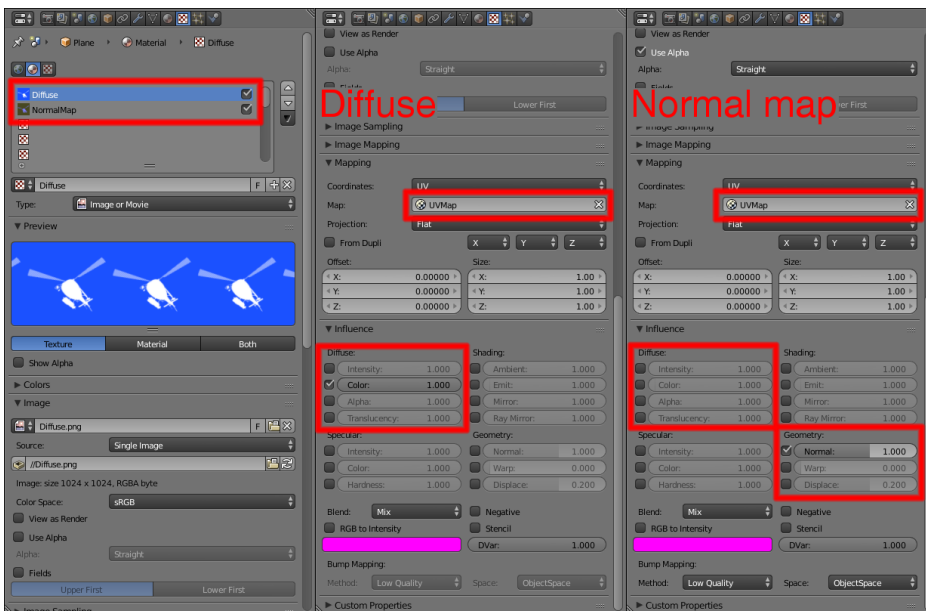 Plane Material Diffuse
Diffuse
NormalMap
Diffuse F
Type: Image or Movie
Preview
Texture Material Both
Show Alpha
Colors
Image
Diffuse.png F
Source: Single Image
//Diffuse.png
Image: size 1024 x 1024, RGBA byte
Color Space: sRGB
View as Render
Use Alpha
Alpha: Straight
Fields
Upper First Lower First
Image Sampling
View as Render
Use Alpha
Alpha: Straight
Fields
Diffuse
Lower First
Image Sampling
Image Mapping
Mapping
Coordinates: UV
Map: UVMap
Projection: Flat
From Dupli X Y Z
Offset: Size:
X: 0.00000 X: 1.00
Y: 0.00000 Y: 1.00
Z: 0.00000 Z: 1.00
Influence
Diffuse: Shading:
Intensity: 1.000 Ambient: 1.000
Color: 1.000 Emit: 1.000
Alpha: 1.000 Mirror: 1.000
Translucency: 1.000 Ray Mirror: 1.000
Specular: Geometry:
Intensity: 1.000 Normal: 1.000
Color: 1.000 Warp: 0.000
Hardness: 1.000 Displace: 0.200
Blend: Mix Negative
RGB to Intensity Stencil
DVar: 1.000
Bump Mapping:
Method: Low Quality Space: ObjectSpace
Custom Properties
View as Render
Use Alpha
Alpha: Straight
Fields
Normal map
er First
Image Sampling
Image Mapping
Mapping
Coordinates: UV
Map: UVMap
Projection: Flat
From Dupli X Y Z
Offset: Size:
X: 0.00000 X: 1.00
Y: 0.00000 Y: 1.00
Z: 0.00000 Z: 1.00
Influence
Diffuse: Shading:
Intensity: 1.000 Ambient: 1.000
Color: 1.000 Emit: 1.000
Alpha: 1.000 Mirror: 1.000
Translucency: 1.000 Ray Mirror: 1.000
Specular: Geometry:
Intensity: 1.000 Normal: 1.000
Color: 1.000 Warp: 0.000
Hardness: 1.000 Displace: 0.200
Blend: Mix Negative
RGB to Intensity Stencil
DVar: 1.000
Bump Mapping:
Method: Low Quality Space: ObjectSpace
Custom Properties